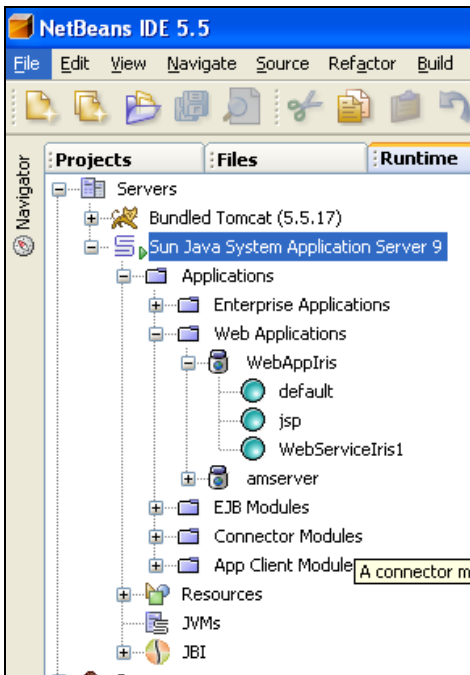 NetBeans IDE 5.5
File Edit View Navigate Source Refactor Build
Navigator
Projects Files Runtime
Servers
Bundled Tomcat (5.5.17)
Sun Java System Application Server 9
Applications
Enterprise Applications
Web Applications
WebAppIris
default
jsp
WebServiceIris1
amserver
EJB Modules
Connector Modules
App Client Module
A connector m
Resources
JVMs
JBI